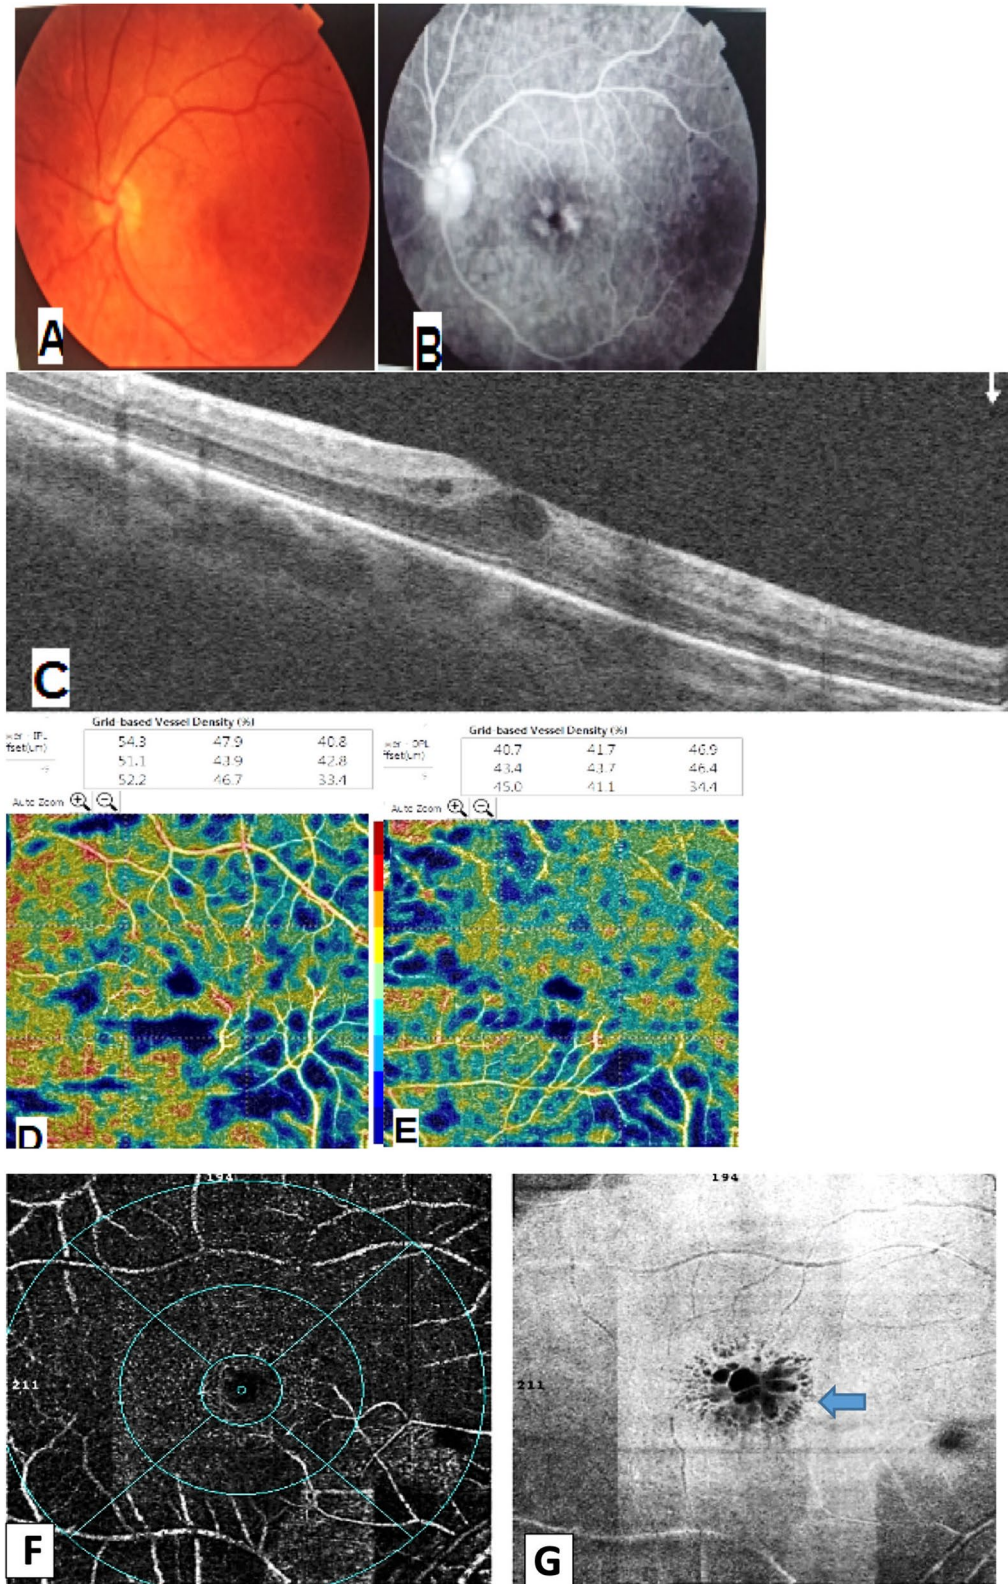 A
B
C
Grid-based Vessel Density (%)
54.3 47.9 40.8
51.1 43.9 42.8
52.2 46.7 33.4
Auto Zoom
Grid-based Vessel Density (%)
40.7 41.7 46.9
43.4 43.7 46.4
45.0 41.1 34.4
Auto Zoom
D
E
194
211
F
194
211
G